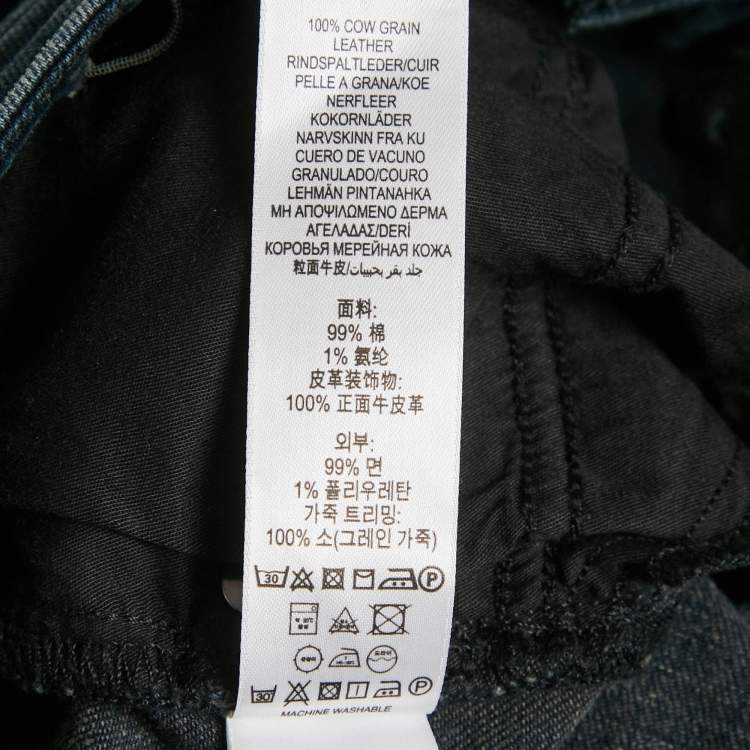 100% COW GRAIN
LEATHER
RINDSPALTLEDER/CUIR
PELLE A GRANA/KOE
NERFLEER
KOKORNLÄDER
NARVSKINN FRA KU
CUERO DE VACUNO
GRANULADO/COURO
LEHMÄN PINTANAHKA
ΜΗ ΑΠΟΨΙΛΩΜΕΝΟ ΔΕΡΜΑ
ΑΓΕΛΑΔΑΣ/DERİ
КОРОВЬЯ МЕРЕЙНАЯ КОЖА
粒面牛皮/جلد بقر بحبيبات
面料:
99% 棉
1% 氨纶
皮革装饰物:
100% 正面牛皮革
외부:
99% 면
1% 폴리우레탄
가죽 트리밍:
100% 소(그레인 가죽)
30 P
30 P
MACHINE WASHABLE